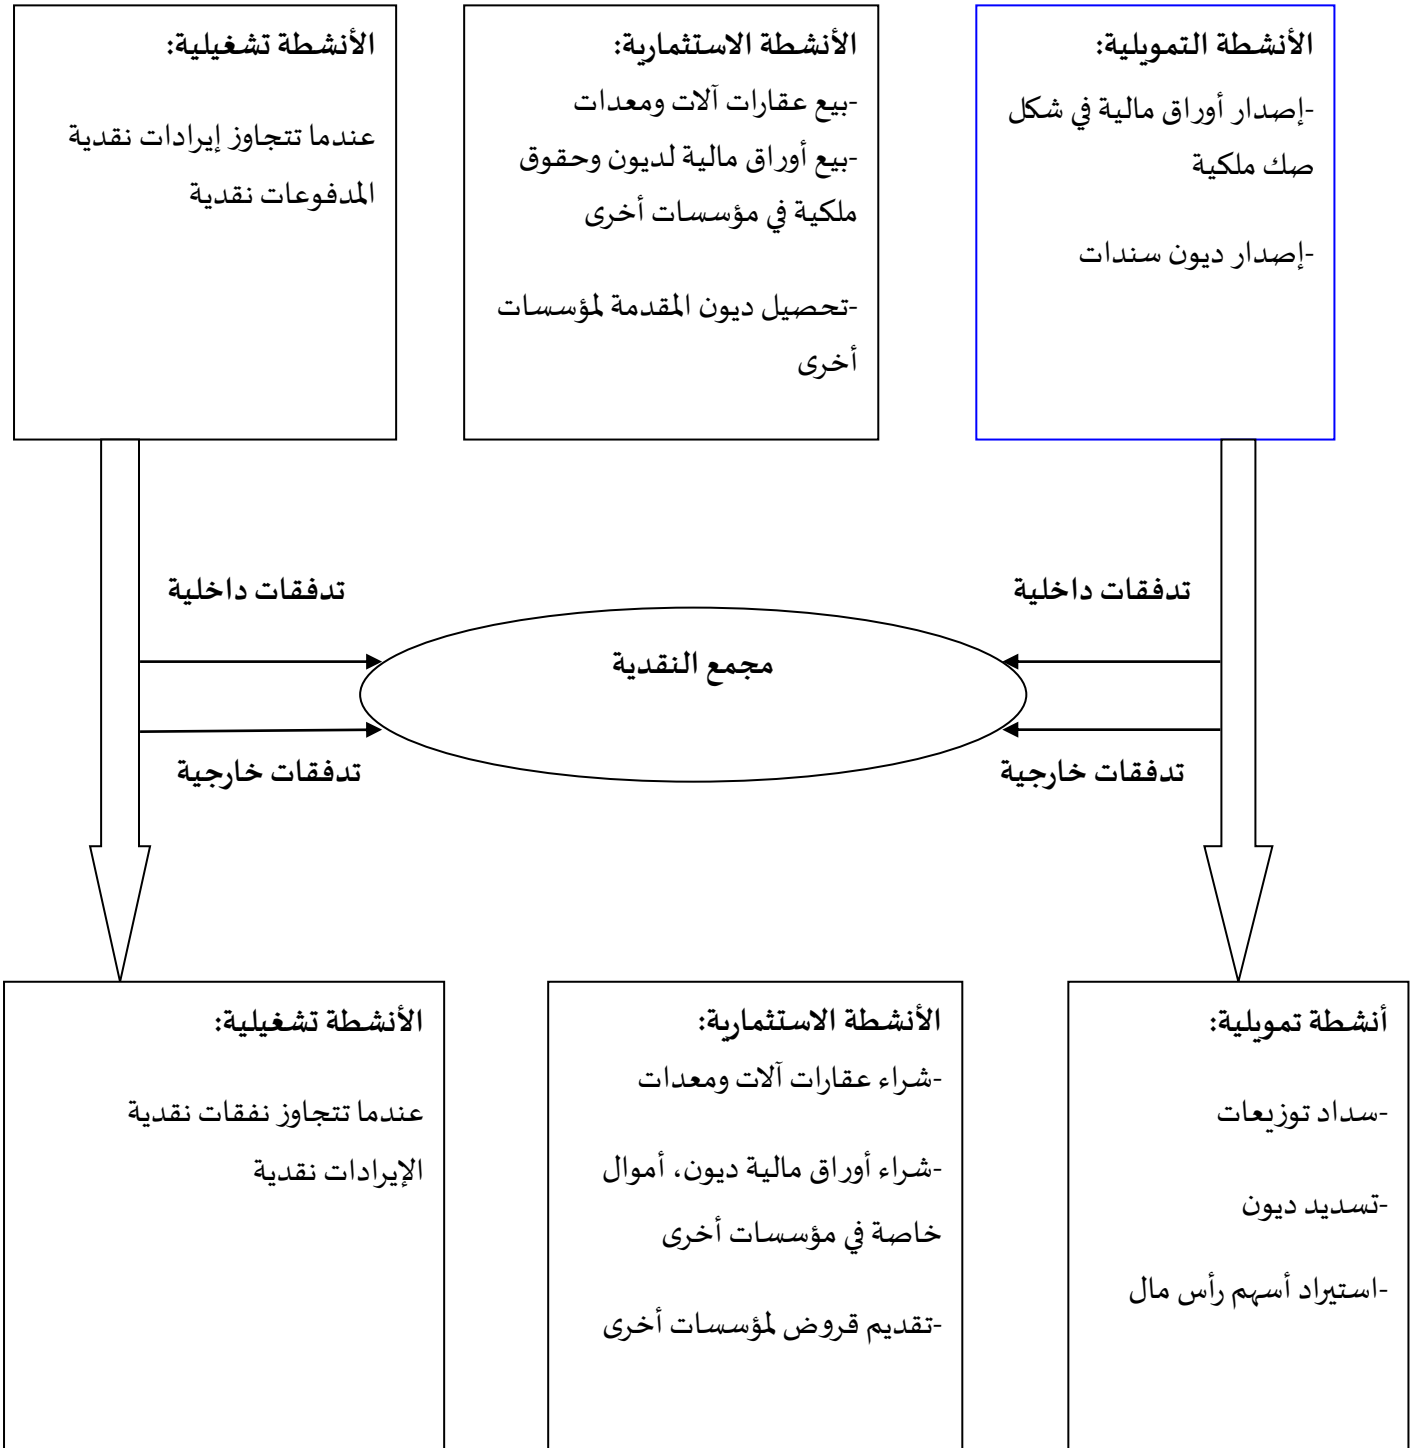 الأنشطة التمويلية:
-إصدار أوراق مالية في شكل
صك ملكية
-إصدار ديون سندات
الأنشطة الاستثمارية:
-بيع عقارات آلات ومعدات
-بيع أوراق مالية لديون وحقوق
ملكية في مؤسسات أخرى
-تحصيل ديون المقدمة لمؤسسات
أخرى
الأنشطة تشغيلية:
عندما تتجاوز إيرادات نقدية
المدفوعات نقدية
تدفقات داخلية
تدفقات داخلية
مجمع النقدية
تدفقات خارجية
تدفقات خارجية
أنشطة تمويلية:
-سداد توزيعات
-تسديد ديون
-استيراد أسهم رأس مال
الأنشطة الاستثمارية:
-شراء عقارات آلات ومعدات
-شراء أوراق مالية ديون، أموال
خاصة في مؤسسات أخرى
-تقديم قروض لمؤسسات أخرى
الأنشطة تشغيلية:
عندما تتجاوز نفقات نقدية
الإيرادات نقدية